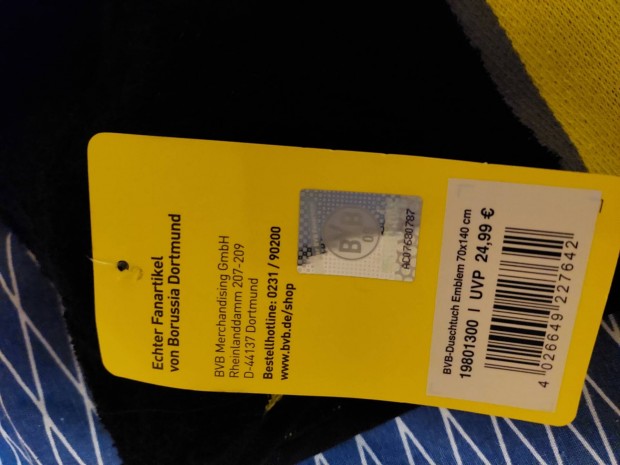 Echter Fanartikel
von Borussia Dortmund
BVB Merchandising GmbH
Rheinlanddamm 207-209
D-44137 Dortmund
Bestellhotline: 0231 / 90200
www.bvb.de/shop
BVB
09
AC07680787
BVB-Duschtuch Emblem 70x140 cm
19801300 | UVP 24,99 €
4 026649 227642